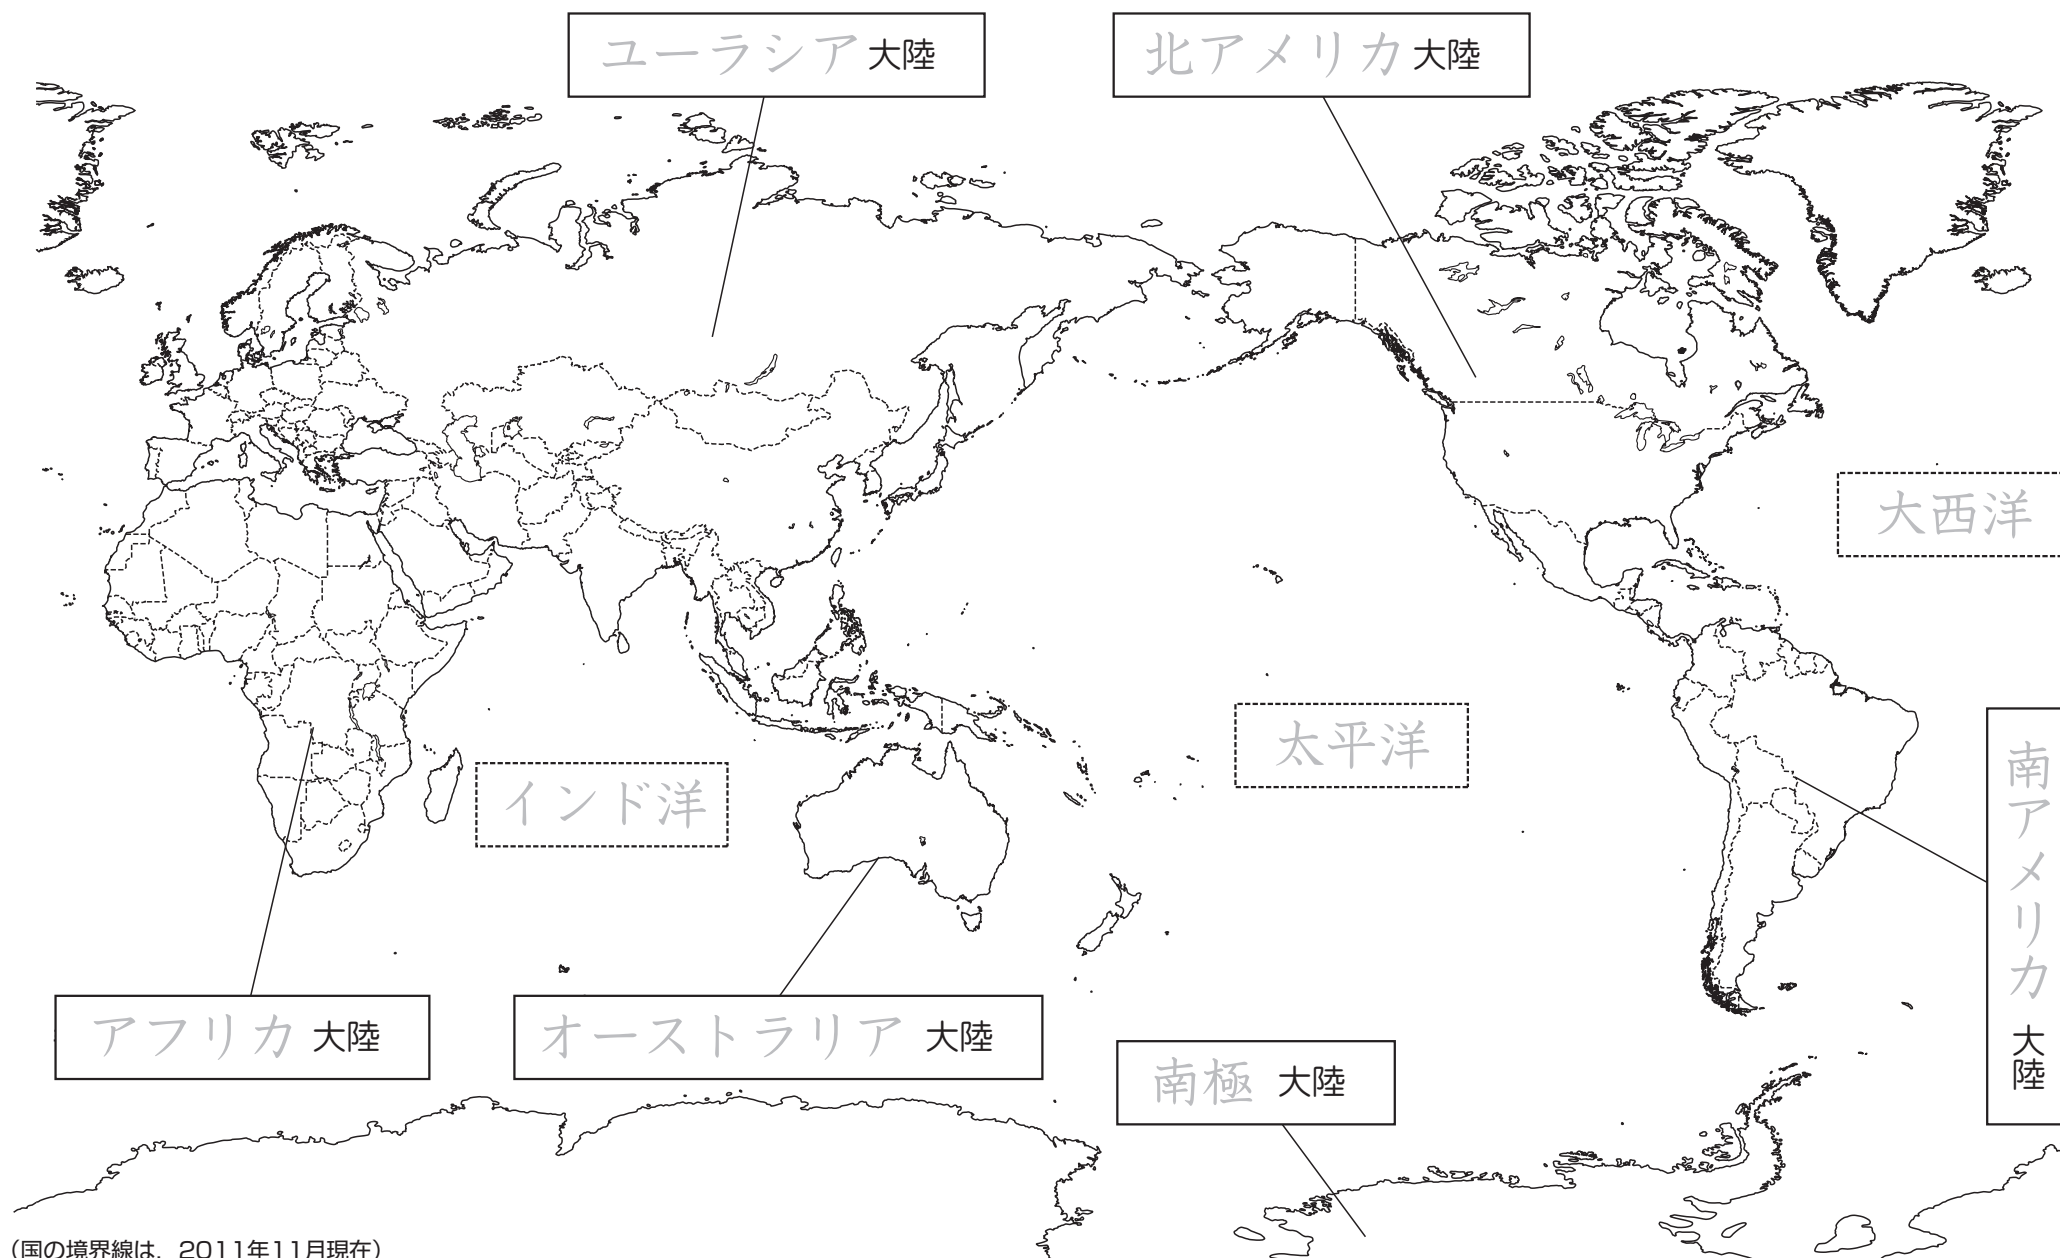 ユーラシア 大陸
北アメリカ 大陸
大西洋
太平洋
インド洋
南アメリカ 大陸
アフリカ 大陸
オーストラリア 大陸
南極 大陸
（国の境界線は，2011年11月現在）